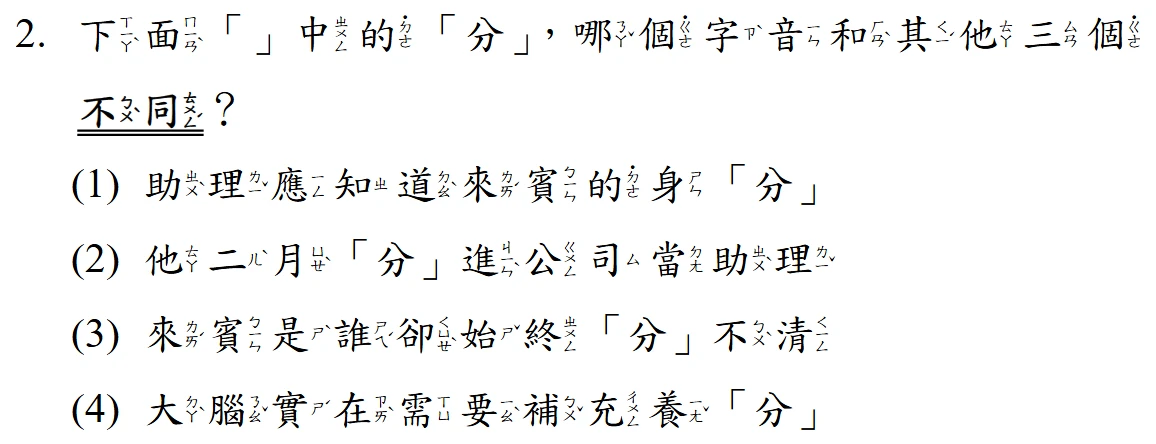 2. 下面「 」中的「分」，哪個字音和其他三個
不同？
(1) 助理應知道來賓的身「分」
(2) 他二月「分」進公司當助理
(3) 來賓是誰卻始終「分」不清
(4) 大腦實在需要補充養「分」